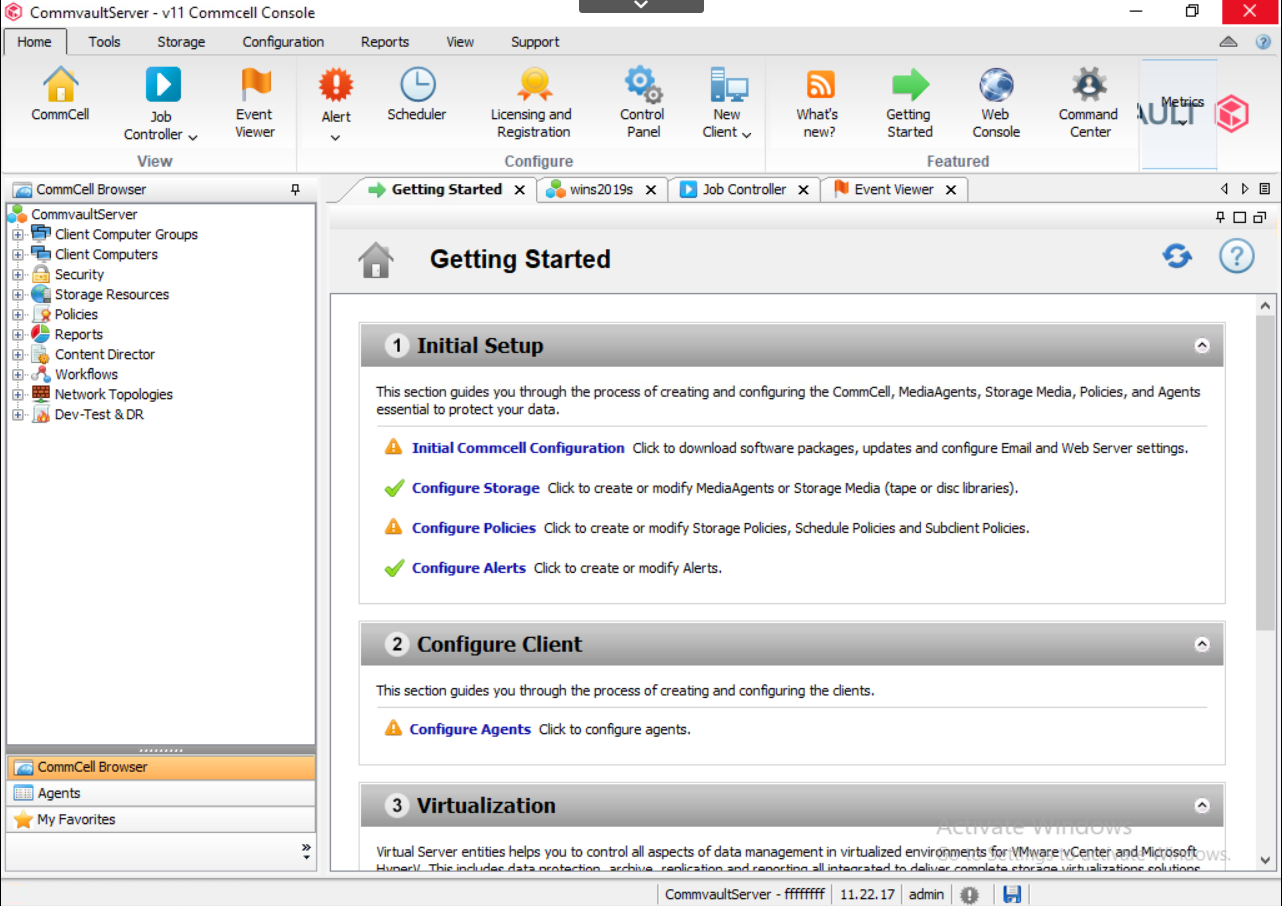 CommvaultServer - v11 Commcell Console
Home Tools Storage Configuration Reports View Support
CommCell
Job Controller
Event Viewer
Alert
Scheduler
Licensing and Registration
Control Panel
New Client
What's new?
Getting Started
Web Console
Command Center
Metrics
AULT
View Configure Featured
CommCell Browser
Getting Started wins2019s Job Controller Event Viewer
CommvaultServer
Client Computer Groups
Client Computers
Security
Storage Resources
Policies
Reports
Content Director
Workflows
Network Topologies
Dev-Test & DR
CommCell Browser
Agents
My Favorites
Getting Started
?
1 Initial Setup
This section guides you through the process of creating and configuring the CommCell, MediaAgents, Storage Media, Policies, and Agents
essential to protect your data.
Initial Commcell Configuration Click to download software packages, updates and configure Email and Web Server settings.
Configure Storage Click to create or modify MediaAgents or Storage Media (tape or disc libraries).
Configure Policies Click to create or modify Storage Policies, Schedule Policies and Subclient Policies.
Configure Alerts Click to create or modify Alerts.
2 Configure Client
This section guides you through the process of creating and configuring the clients.
Configure Agents Click to configure agents.
3 Virtualization
Activate Windows
Virtual Server entities helps you to control all aspects of data management in virtualized environments for VMware vCenter and Microsoft
Go to Settings to activate Windows.
HyperV. This includes data protection, archive, replication and reporting all integrated to deliver complete storage virtualizations solutions
CommvaultServer - ffffffff 11.22.17 admin